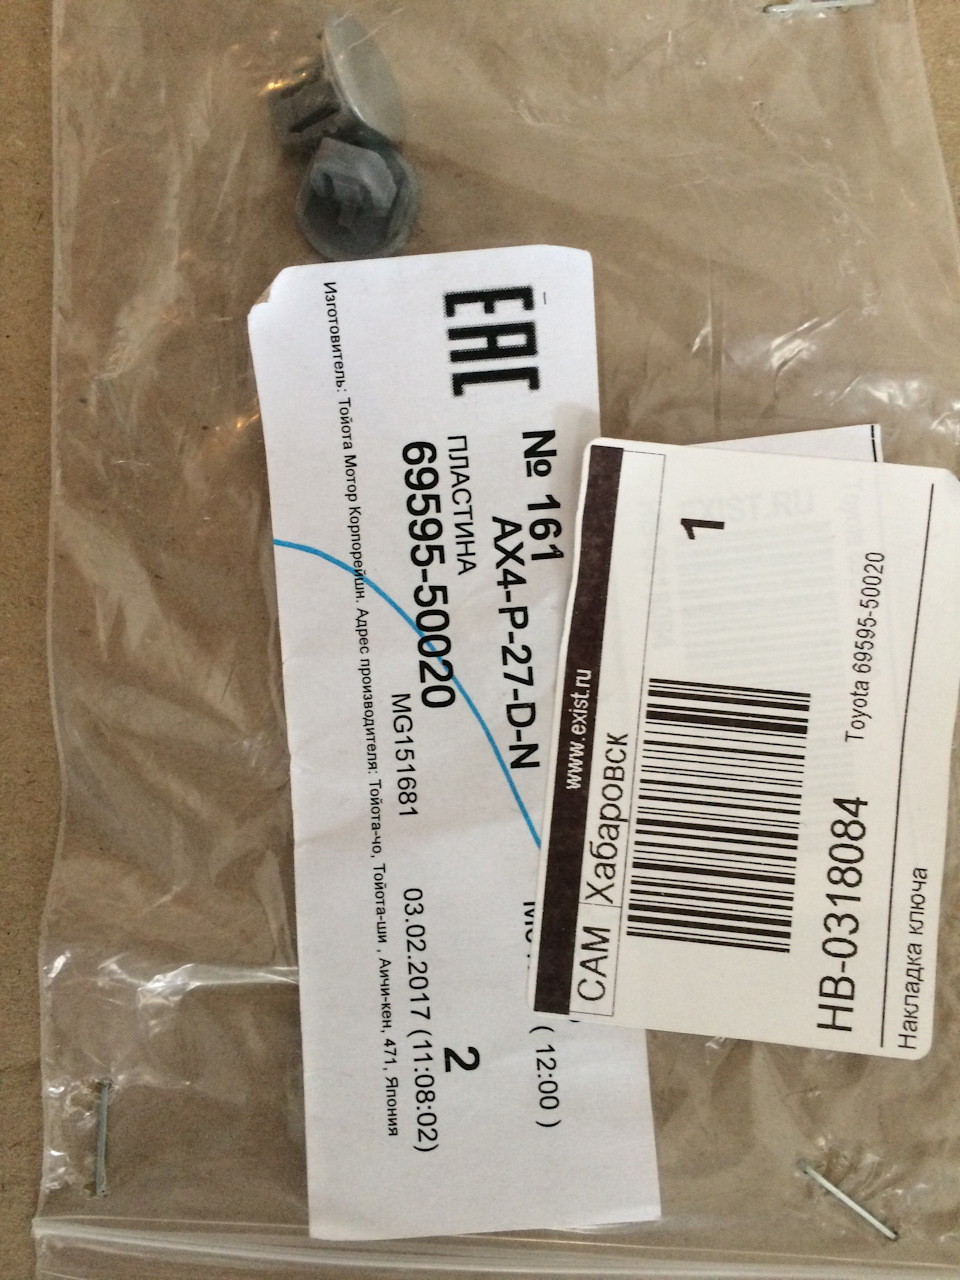 EAC
№ 161
AX4-P-27-D-N
ПЛАСТИНА
69595-50020
MG151681
03.02.2017 (11:08:02)
2
( 12:00 )
Изготовитель: Тойота Мотор Корпорейшн. Адрес производителя: Тойота-чо, Тойота-ши , Аичи-кен, 471, Япония
www.exist.ru
САМ Хабаровск
1
НВ-0318084
Toyota 69595-50020
Накладка ключа